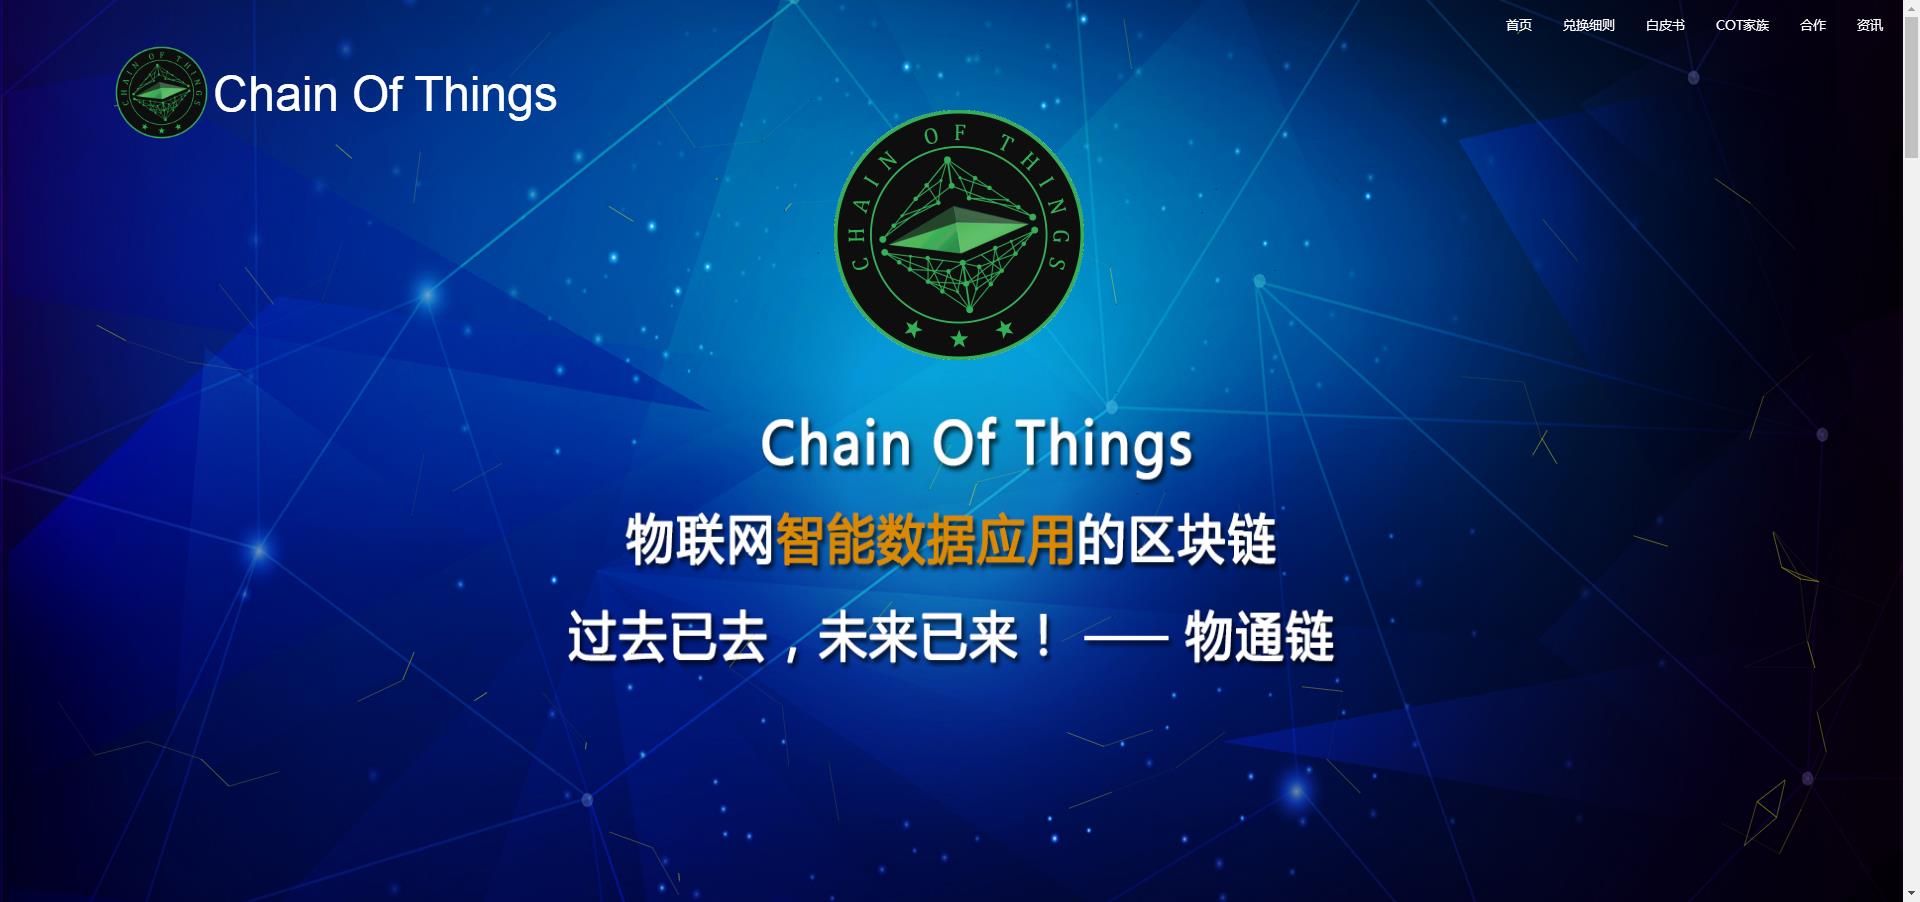 首页 兑换细则 白皮书 COT家族 合作 资讯
CHAIN OF THINGS
Chain Of Things
CHAIN OF THINGS
Chain Of Things
物联网智能数据应用的区块链
过去已去，未来已来！ —— 物通链